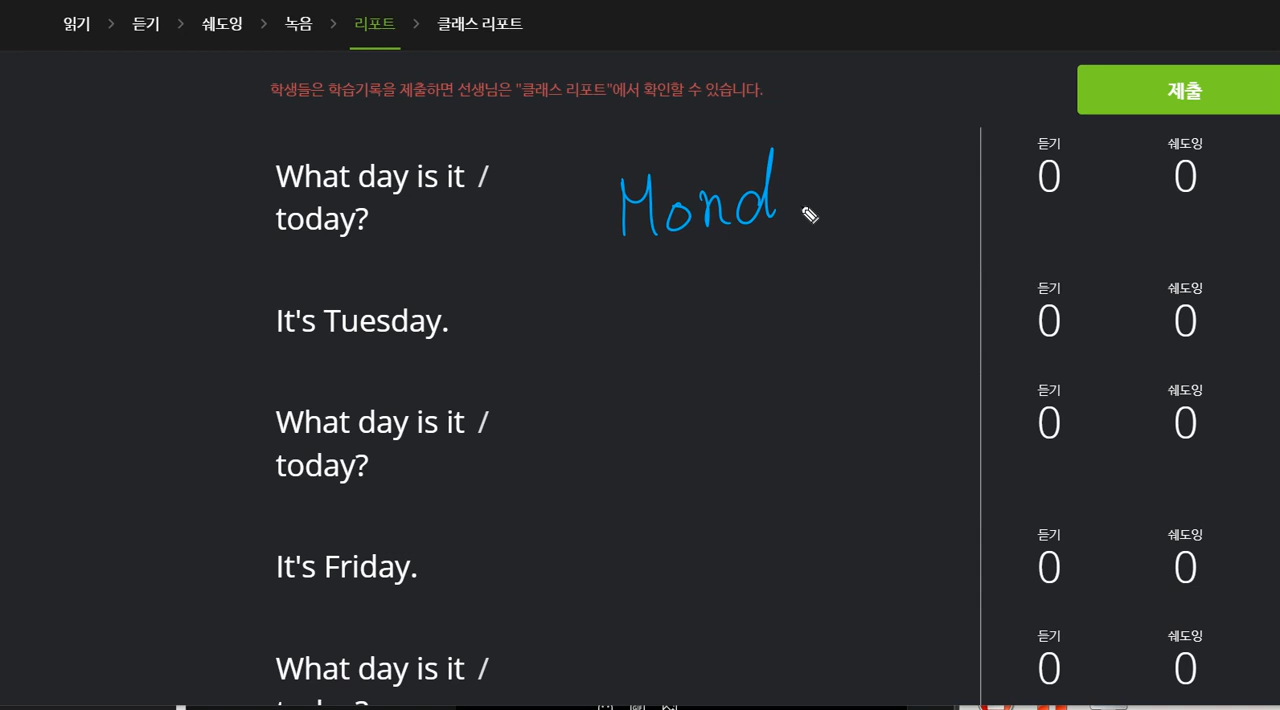 읽기 > 듣기 > 쉐도잉 > 녹음 > 리포트 > 클래스 리포트
학생들은 학습기록을 제출하면 선생님은 "클래스 리포트"에서 확인할 수 있습니다.
제출
What day is it /
today?
Mond
듣기 쉐도잉
0 0
It's Tuesday.
듣기 쉐도잉
0 0
What day is it /
today?
듣기 쉐도잉
0 0
It's Friday.
듣기 쉐도잉
0 0
What day is it /
듣기 쉐도잉
0 0